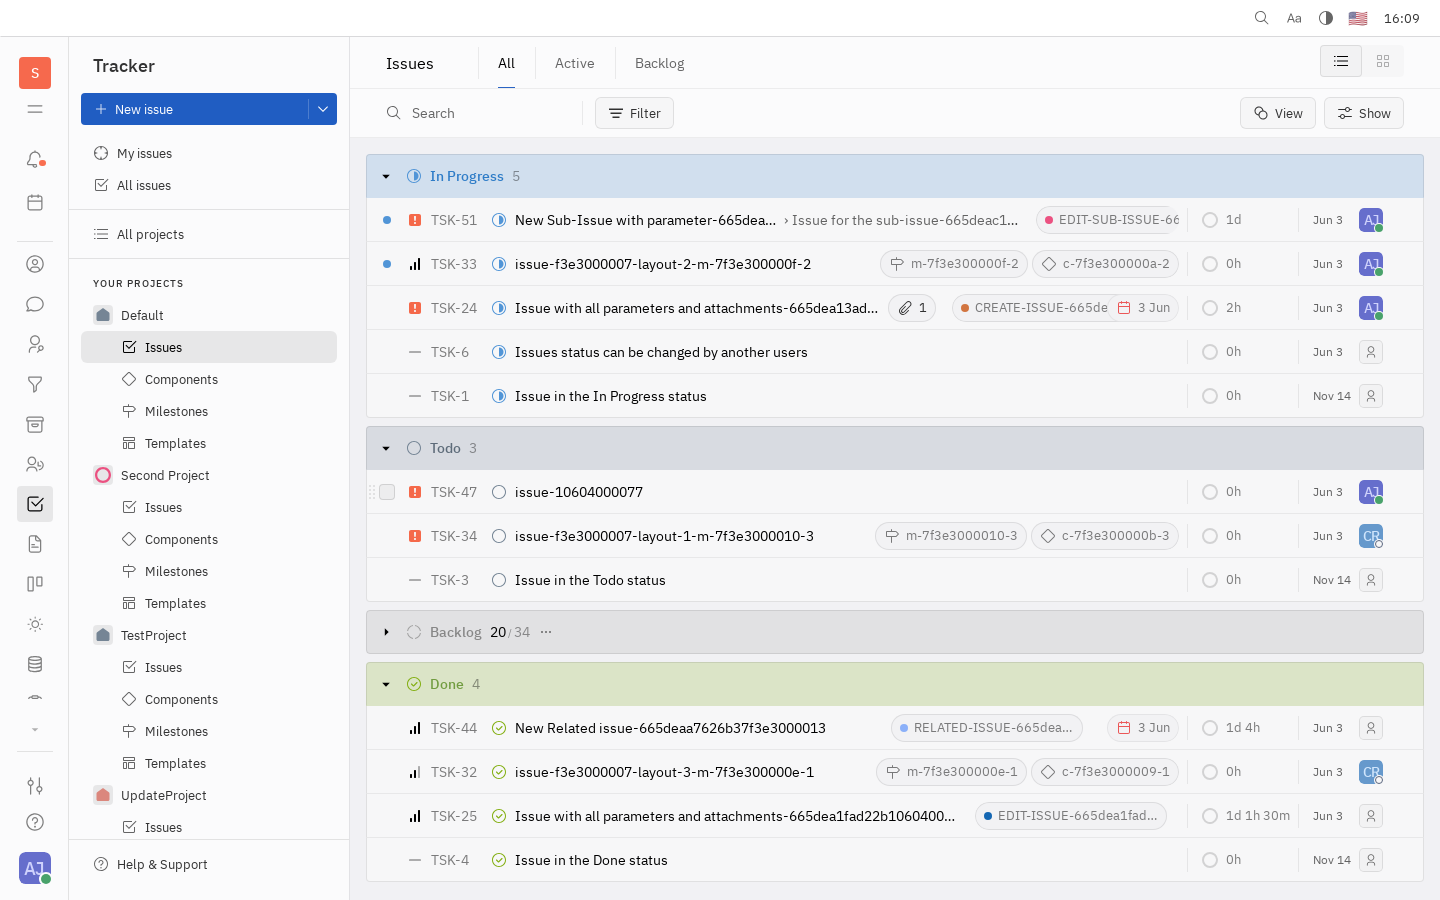 Aa 16:09
S
Tracker
New issue
My issues
All issues
All projects
YOUR PROJECTS
Default
Issues
Components
Milestones
Templates
Second Project
Issues
Components
Milestones
Templates
TestProject
Issues
Components
Milestones
Templates
UpdateProject
Issues
Help & Support
AJ
Issues All Active Backlog
Search Filter View Show
In Progress 5
TSK-51 New Sub-Issue with parameter-665dea... › Issue for the sub-issue-665deac1... EDIT-SUB-ISSUE-66 1d Jun 3 AJ
TSK-33 issue-f3e3000007-layout-2-m-7f3e300000f-2 m-7f3e300000f-2 c-7f3e300000a-2 0h Jun 3 AJ
TSK-24 Issue with all parameters and attachments-665dea13ad... 1 CREATE-ISSUE-665de 3 Jun 2h Jun 3 AJ
TSK-6 Issues status can be changed by another users 0h Jun 3
TSK-1 Issue in the In Progress status 0h Nov 14
Todo 3
TSK-47 issue-10604000077 0h Jun 3 AJ
TSK-34 issue-f3e3000007-layout-1-m-7f3e3000010-3 m-7f3e3000010-3 c-7f3e300000b-3 0h Jun 3 CR
TSK-3 Issue in the Todo status 0h Nov 14
Backlog 20/34 ···
Done 4
TSK-44 New Related issue-665deaa7626b37f3e3000013 RELATED-ISSUE-665dea... 3 Jun 1d 4h Jun 3
TSK-32 issue-f3e3000007-layout-3-m-7f3e300000e-1 m-7f3e300000e-1 c-7f3e3000009-1 0h Jun 3 CR
TSK-25 Issue with all parameters and attachments-665dea1fad22b1060400... EDIT-ISSUE-665dea1fad... 1d 1h 30m Jun 3
TSK-4 Issue in the Done status 0h Nov 14